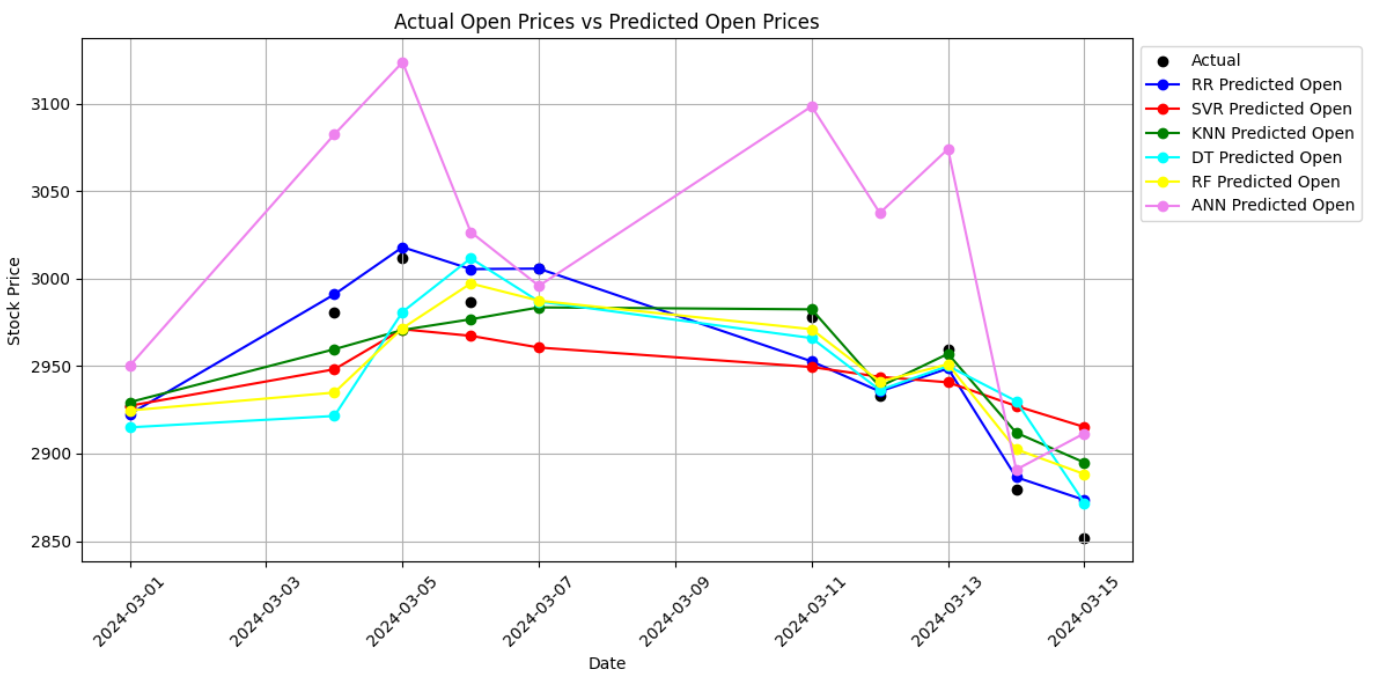 Actual Open Prices vs Predicted Open Prices
Actual
RR Predicted Open
SVR Predicted Open
KNN Predicted Open
DT Predicted Open
RF Predicted Open
ANN Predicted Open
Stock Price
3100
3050
3000
2950
2900
2850
2024-03-01
2024-03-03
2024-03-05
2024-03-07
2024-03-09
2024-03-11
2024-03-13
2024-03-15
Date